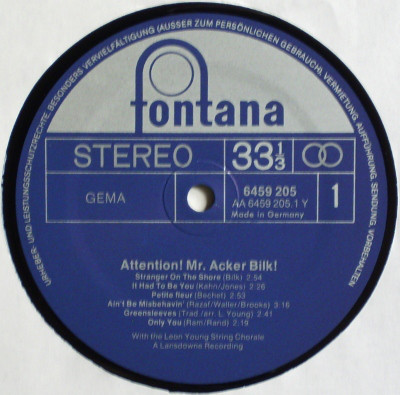 URHEBER- UND LEISTUNGSSCHUTZRECHTE, BESONDERS VERVIELFÄLTIGUNG (AUSSER ZUM PERSÖNLICHEN GEBRAUCH), VERMIETUNG, AUFFÜHRUNG, SENDUNG VORBEHALTEN
fontana
STEREO 33 1/3
GEMA 6459 205 1
AA 6459 205.1 Y
Made in Germany
Attention! Mr. Acker Bilk!
Stranger On The Shore (Bilk) 2:54
It Had To Be You (Kahn/Jones) 2:26
Petite fleur (Bechet) 2:53
Ain't Be Misbehavin' (Razaf/Waller/Brooks) 3:16
Greensleeves (Trad./arr. L. Young) 2:41
Only You (Ram/Rand) 2:19
With the Leon Young String Chorale
A Lansdowne Recording